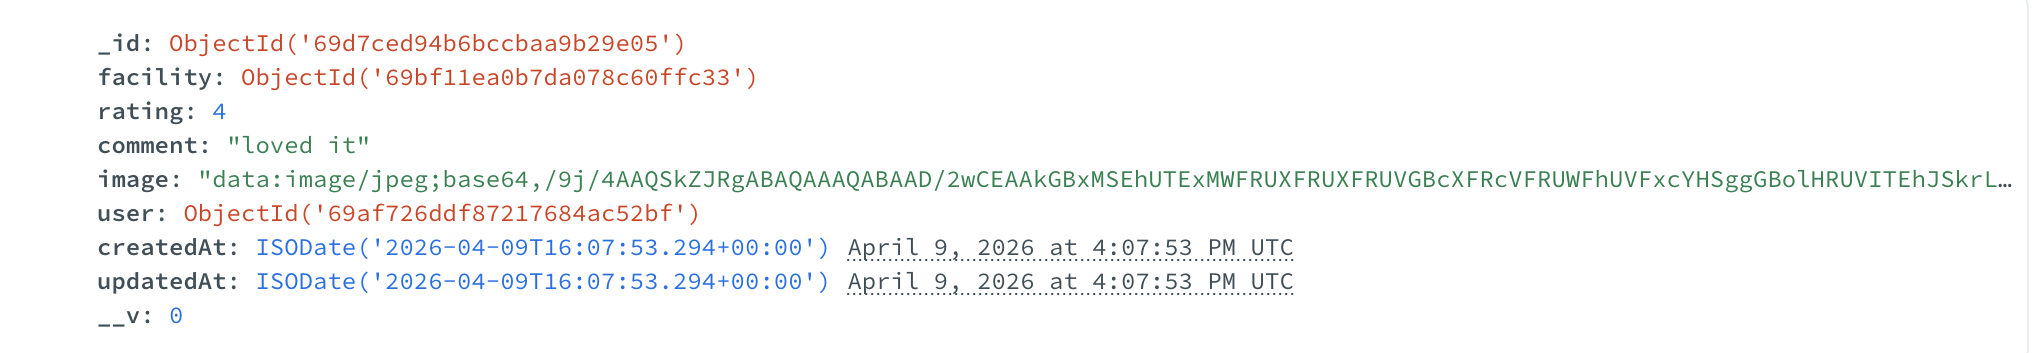 _id: ObjectId('69d7ced94b6bccbaa9b29e05')
facility: ObjectId('69bf11ea0b7da078c60ffc33')
rating: 4
comment: "loved it"
image: "data:image/jpeg;base64,/9j/4AAQSkZJRgABAQAAAQABAAD/2wCEAAkGBxMSEhUTExMWFRUXFRUXFRUVGBcXFRcVFRUWFhUVFxcYHSggGBolHRUVITEhJSkrL…
user: ObjectId('69af726ddf87217684ac52bf')
createdAt: ISODate('2026-04-09T16:07:53.294+00:00') April 9, 2026 at 4:07:53 PM UTC
updatedAt: ISODate('2026-04-09T16:07:53.294+00:00') April 9, 2026 at 4:07:53 PM UTC
__v: 0